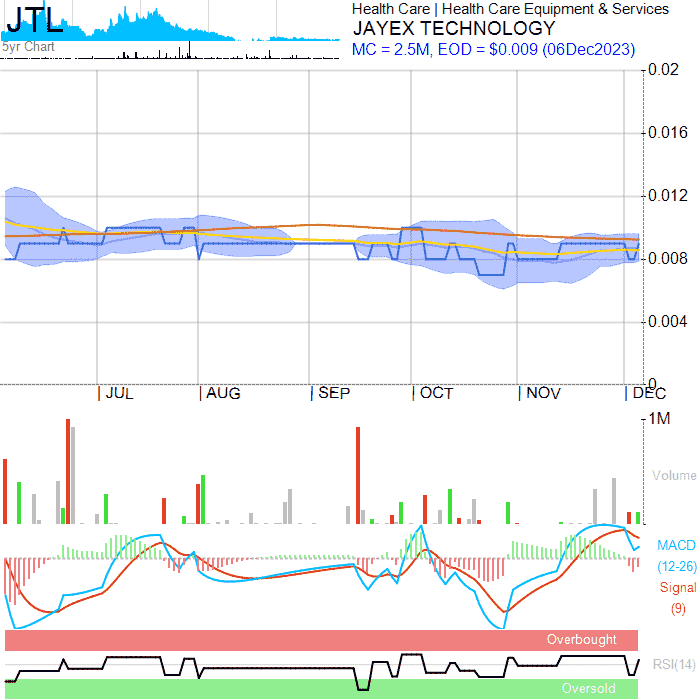 JTL
5yr Chart
Health Care | Health Care Equipment & Services
JAYEX TECHNOLOGY
MC = 2.5M, EOD = $0.009 (06Dec2023)
0.02
0.016
0.012
0.008
0.004
0
JUL
AUG
SEP
OCT
NOV
DEC
1M
Volume
MACD
(12-26)
Signal
(9)
Overbought
RSI(14)
Oversold